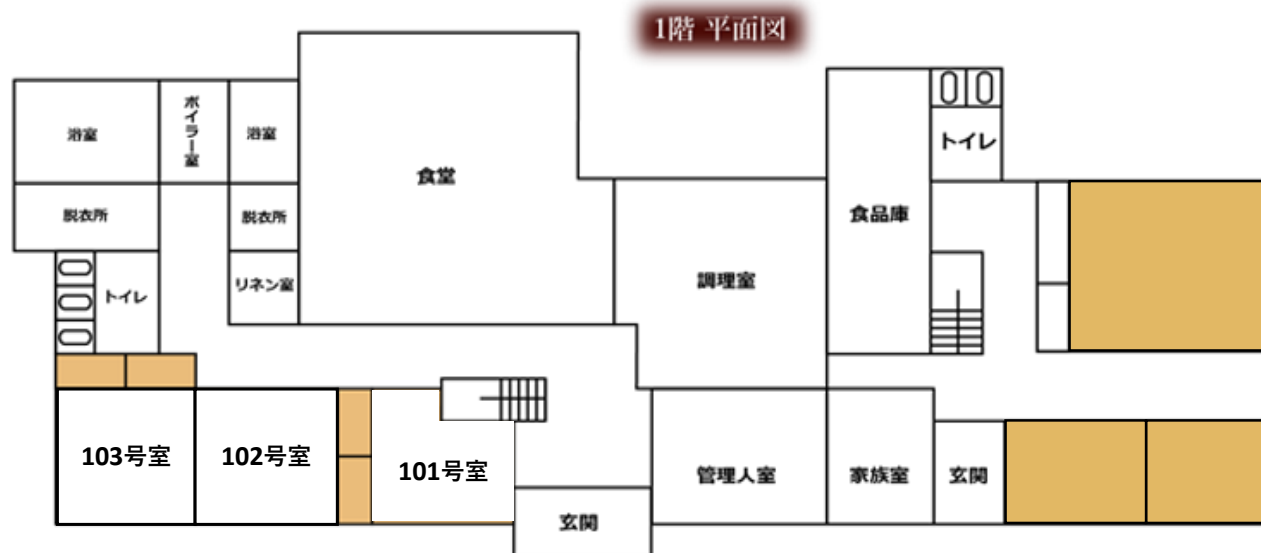 1階 平面図
浴室
ボイラー室
浴室
食堂
トイレ
脱衣所
脱衣所
食品庫
調理室
リネン室
トイレ
103号室
102号室
101号室
管理人室
家族室
玄関
玄関